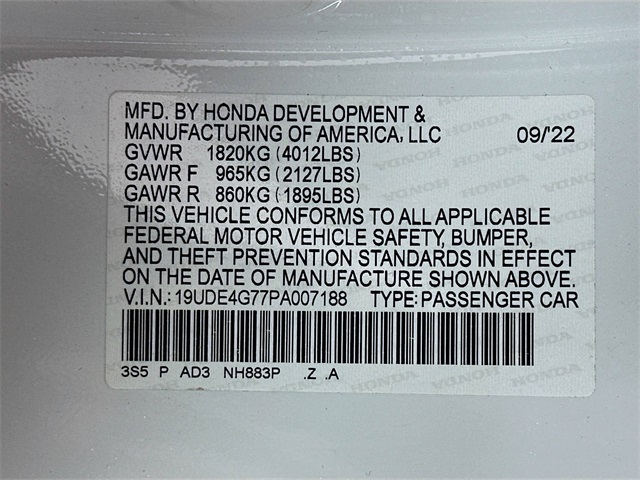 MFD. BY HONDA DEVELOPMENT &
MANUFACTURING OF AMERICA, LLC 09/22
GVWR 1820KG (4012LBS)
GAWR F 965KG (2127LBS)
GAWR R 860KG (1895LBS)
THIS VEHICLE CONFORMS TO ALL APPLICABLE
FEDERAL MOTOR VEHICLE SAFETY, BUMPER,
AND THEFT PREVENTION STANDARDS IN EFFECT
ON THE DATE OF MANUFACTURE SHOWN ABOVE.
V.I.N.: 19UDE4G77PA007188 TYPE: PASSENGER CAR
3S5 P AD3 NH883P .Z .A